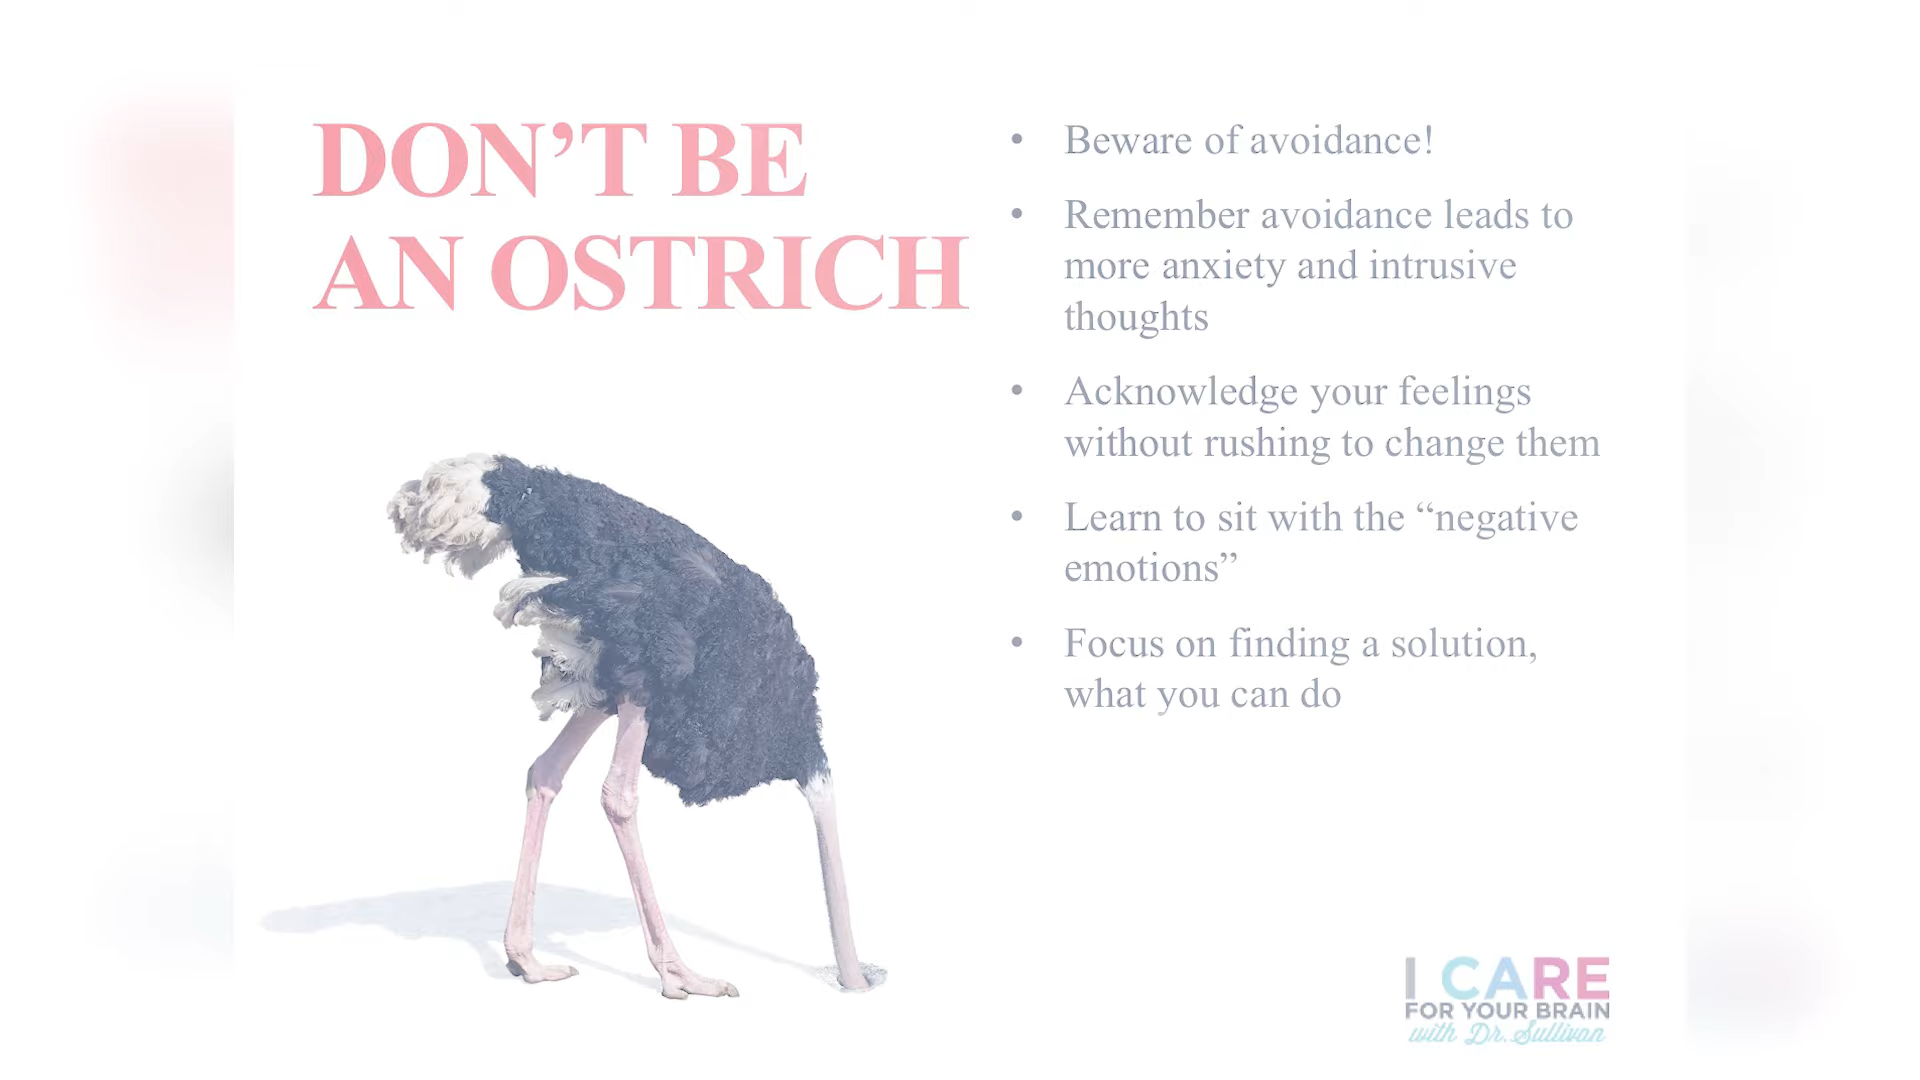 DON’T BE
AN OSTRICH
• Beware of avoidance!
• Remember avoidance leads to
more anxiety and intrusive
thoughts
• Acknowledge your feelings
without rushing to change them
• Learn to sit with the “negative
emotions”
• Focus on finding a solution,
what you can do
I CARE
FOR YOUR BRAIN
with Dr. Sullivan